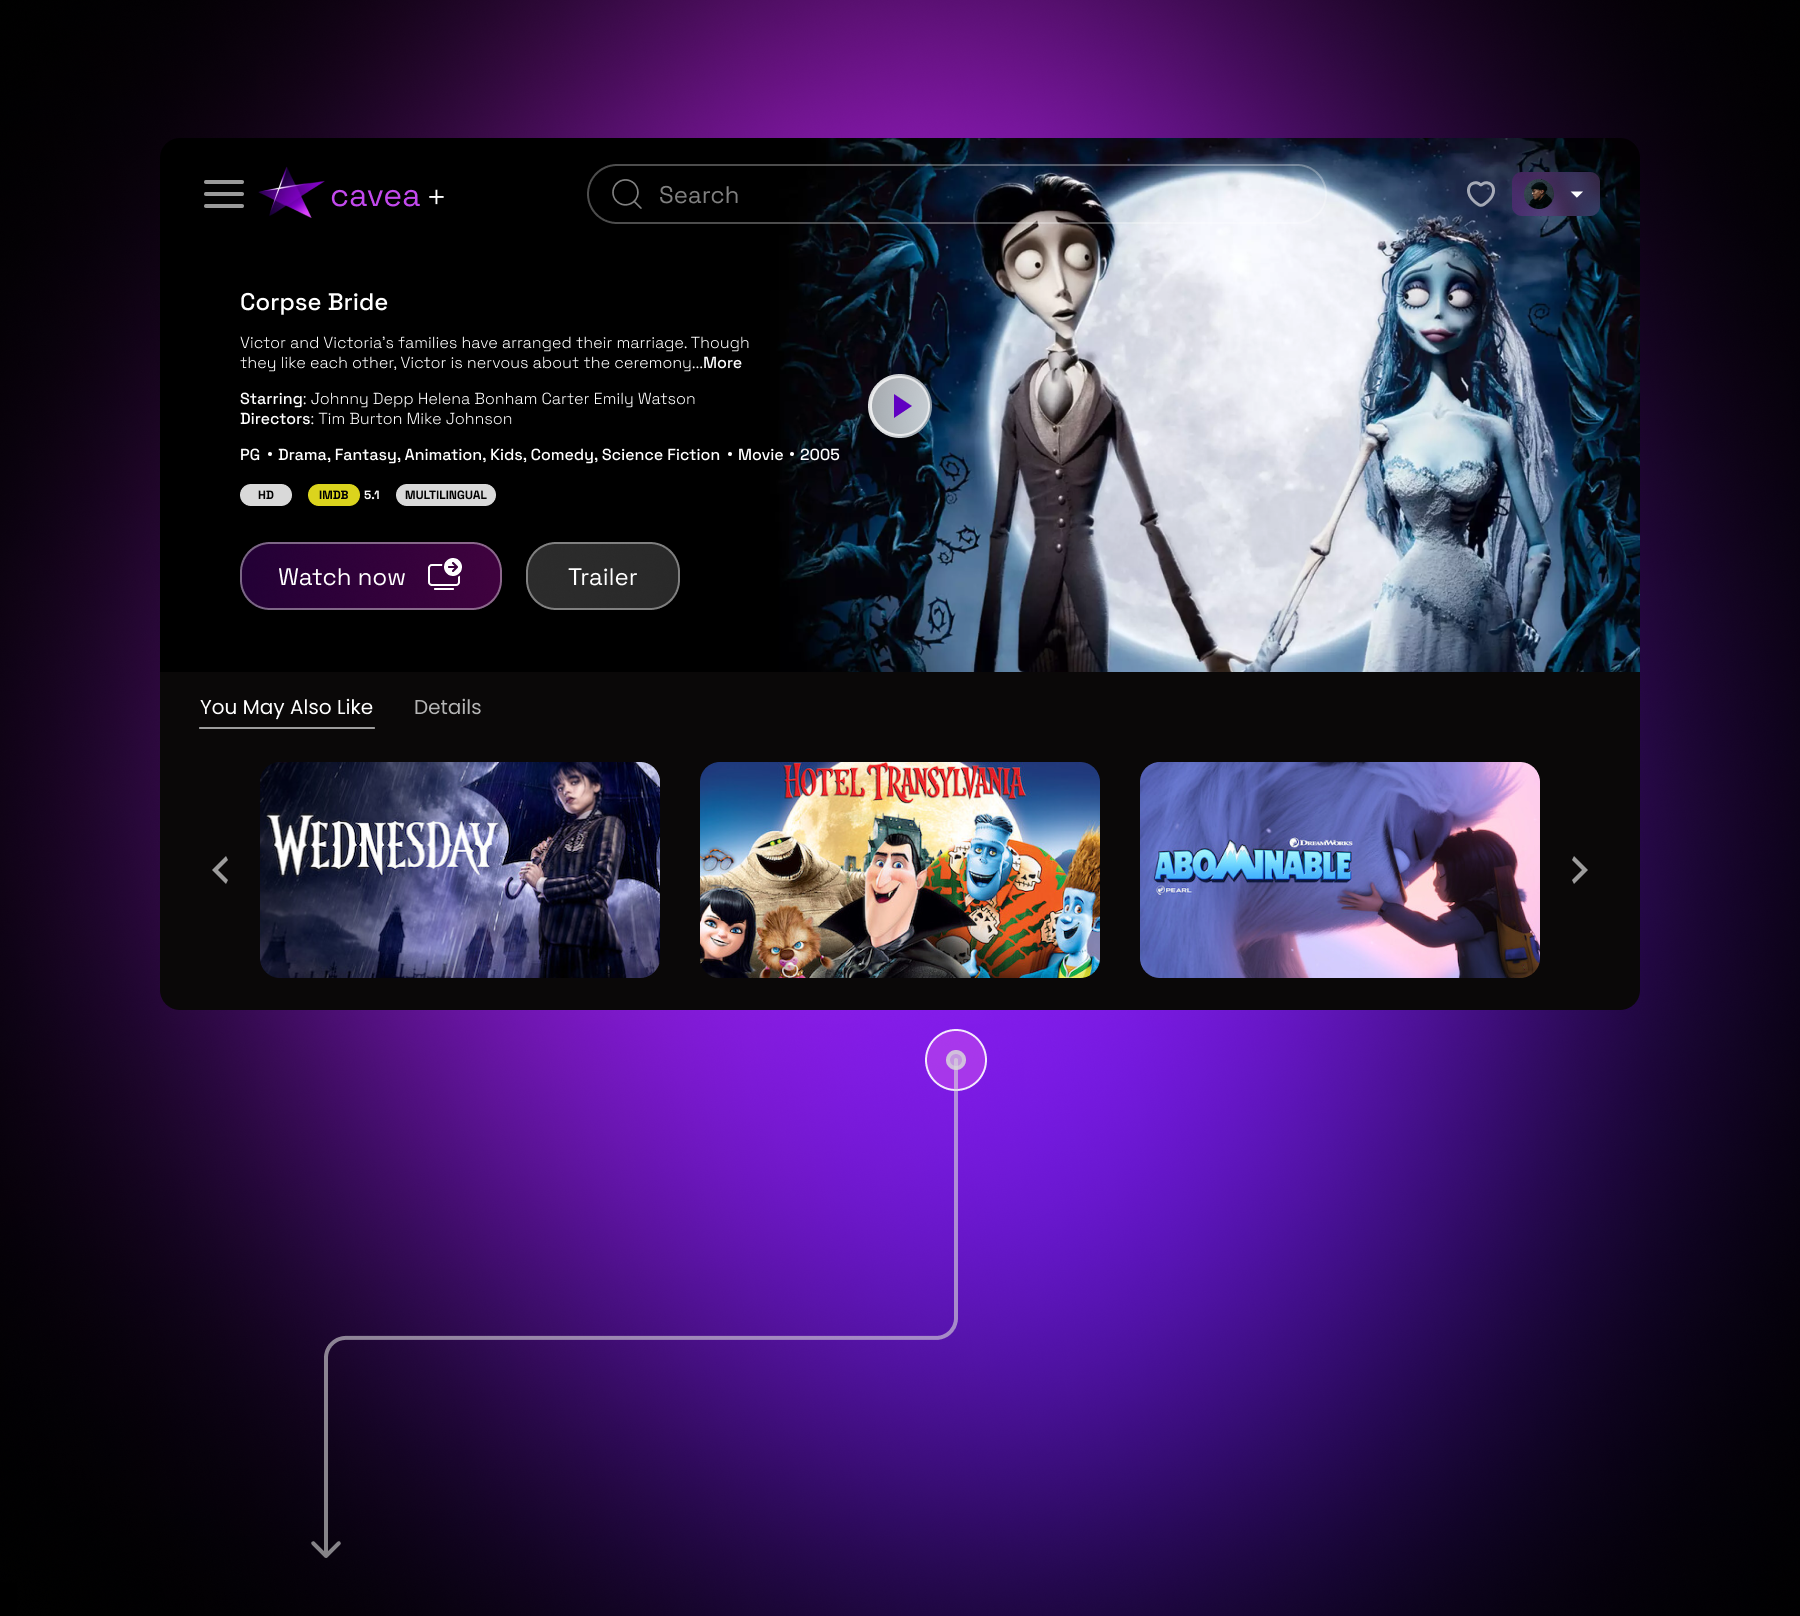 cavea +
Search
Corpse Bride
Victor and Victoria's families have arranged their marriage. Though
they like each other, Victor is nervous about the ceremony...More
Starring: Johnny Depp Helena Bonham Carter Emily Watson
Directors: Tim Burton Mike Johnson
PG • Drama, Fantasy, Animation, Kids, Comedy, Science Fiction • Movie • 2005
HD IMDB 5.1 MULTILINGUAL
Watch now Trailer
You May Also Like Details
WEDNESDAY
HOTEL TRANSYLVANIA
DREAMWORKS
ABOMINABLE
PEARL